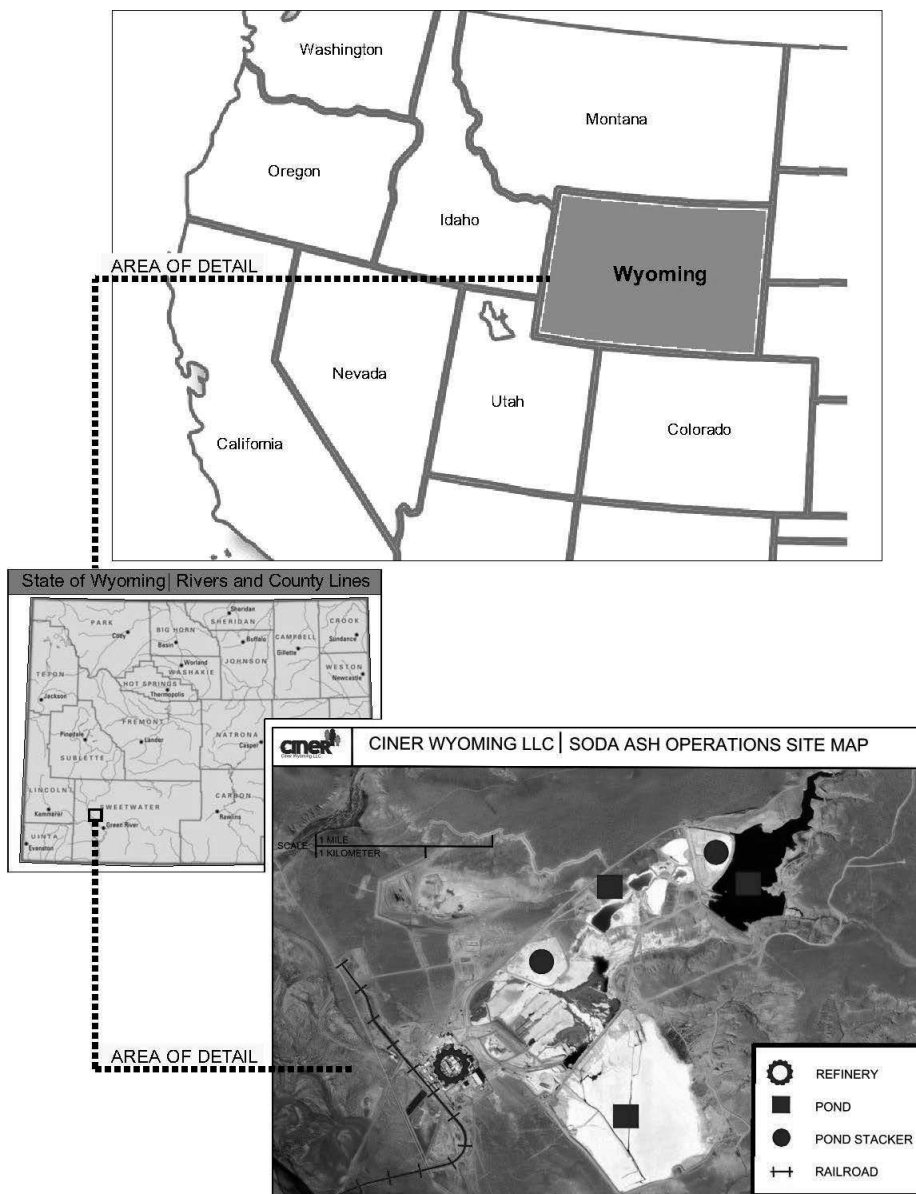 Washington
Montana
Oregon
Idaho
AREA OF DETAIL
Wyoming
Nevada
Utah
Colorado
California
State of Wyoming| Rivers and County Lines
Sheridan
PARK
SHERIDAN
CROOK
Cody
BIG HORN
Buffalo
CAMPBELL
Sundance
Basin
Gillette
Worland
JOHNSON
WASHAKIE
WESTON
TETON
HOT SPRINGS
Newcastle
Thermopolis
Jackson
FREMONT
NATRONA
Pinedale
Lander
Casper
SUBLETTE
LINCOLN
CARBON
SWEETWATER
Kemmerer
Rawlins
Green River
UINTA
Evanston
CINER
Ciner Wyoming LLC
CINER WYOMING LLC | SODA ASH OPERATIONS SITE MAP
SCALE
1 MILE
1 KILOMETER
AREA OF DETAIL
REFINERY
POND
POND STACKER
RAILROAD